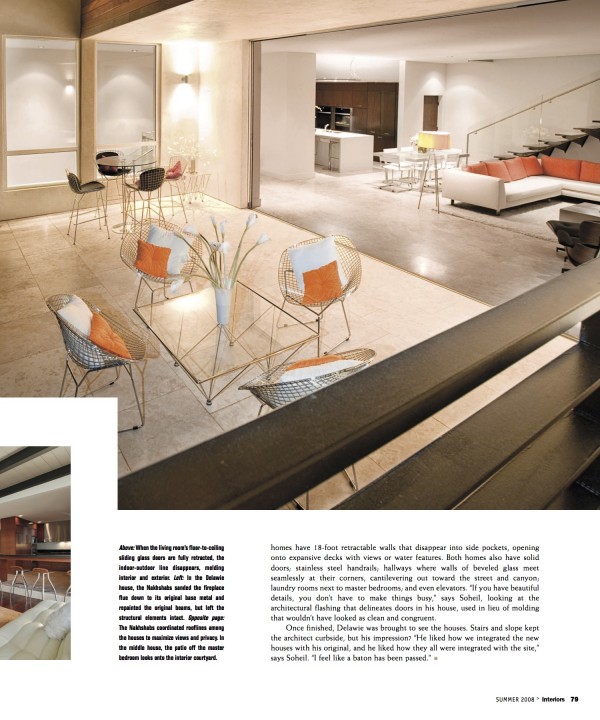 Above: When the living room's floor-to-ceiling
sliding glass doors are fully retracted, the
indoor-outdoor line disappears, melding
interior and exterior. Left: In the Delawie
house, the Nakhshabs sanded the fireplace
flue down to its original base metal and
repainted the original beams, but left the
structural elements intact. Opposite page:
The Nakhshabs coordinated rooflines among
the houses to maximize views and privacy. In
the middle house, the patio off the master
bedroom looks onto the interior courtyard.
homes have 18-foot retractable walls that disappear into side pockets, opening
onto expansive decks with views or water features. Both homes also have solid
doors; stainless steel handrails; hallways where walls of beveled glass meet
seamlessly at their corners, cantilevering out toward the street and canyon;
laundry rooms next to master bedrooms; and even elevators. "If you have beautiful
details, you don't have to make things busy," says Soheil, looking at the
architectural flashing that delineates doors in his house, used in lieu of molding
that wouldn't have looked as clean and congruent.
Once finished, Delawie was brought to see the houses. Stairs and slope kept
the architect curbside, but his impression? "He liked how we integrated the new
houses with his original, and he liked how they all were integrated with the site,"
says Soheil. "I feel like a baton has been passed."
SUMMER 2008 > Interiors 79